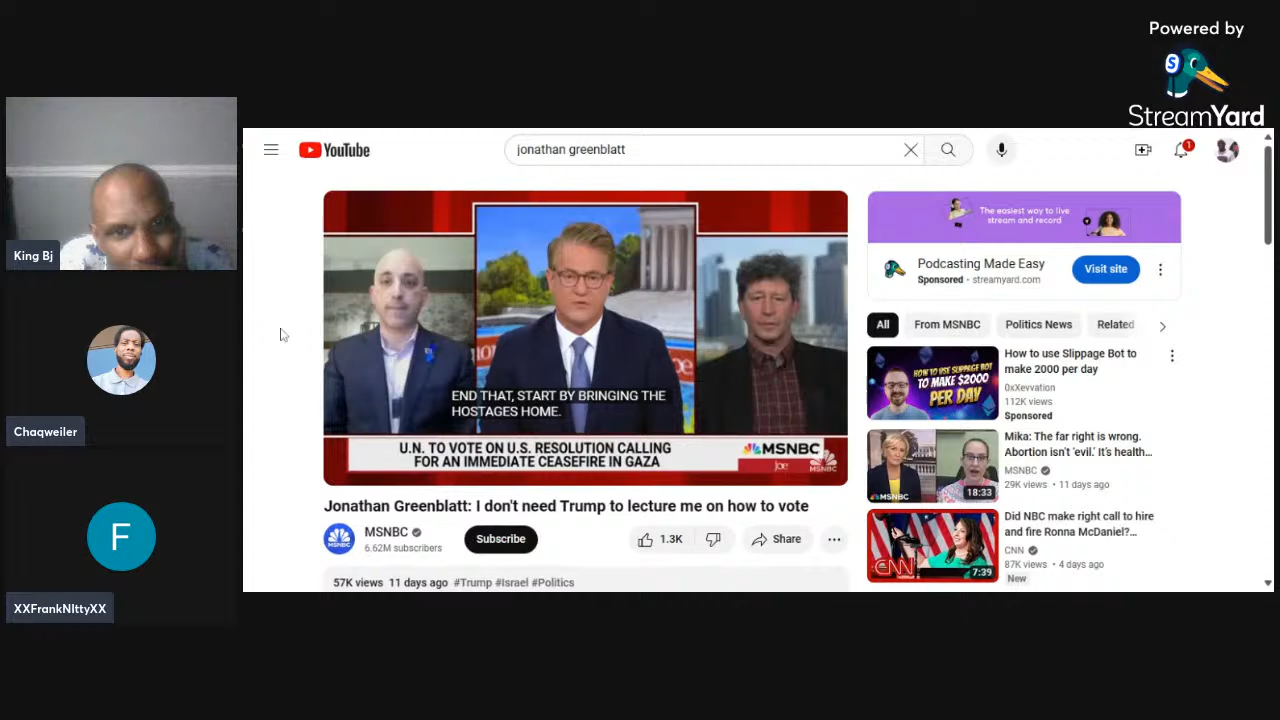 Powered by
StreamYard
King Bj
Chaqweiler
F
XXFrankNIttyXX
YouTube
jonathan greenblatt
1
END THAT, START BY BRINGING THE
HOSTAGES HOME.
U.N. TO VOTE ON U.S. RESOLUTION CALLING
FOR AN IMMEDIATE CEASEFIRE IN GAZA
MSNBC
Joe
MSNBC
Jonathan Greenblatt: I don't need Trump to lecture me on how to vote
MSNBC
6.62M subscribers
Subscribe
1.3K
Share
57K views 11 days ago #Trump #Israel #Politics
The easiest way to live
stream and record
Podcasting Made Easy
Sponsored · streamyard.com
Visit site
All
From MSNBC
Politics News
Related
HOW TO USE SLIPPAGE BOT
TO MAKE $2000
PER DAY
How to use Slippage Bot to
make 2000 per day
0xXevvation
112K views
Sponsored
MSNBC
18:33
Mika: The far right is wrong.
Abortion isn't 'evil.' It's health...
MSNBC
29K views · 11 days ago
CNN
7:39
Did NBC make right call to hire
and fire Ronna McDaniel?...
CNN
87K views · 4 days ago
New